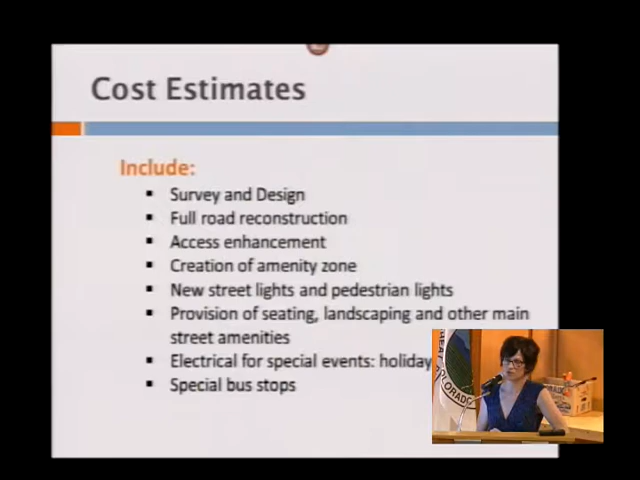 Cost Estimates
Include:
▪ Survey and Design
▪ Full road reconstruction
▪ Access enhancement
▪ Creation of amenity zone
▪ New street lights and pedestrian lights
▪ Provision of seating, landscaping and other main
street amenities
▪ Electrical for special events: holiday
▪ Special bus stops
COLORADO